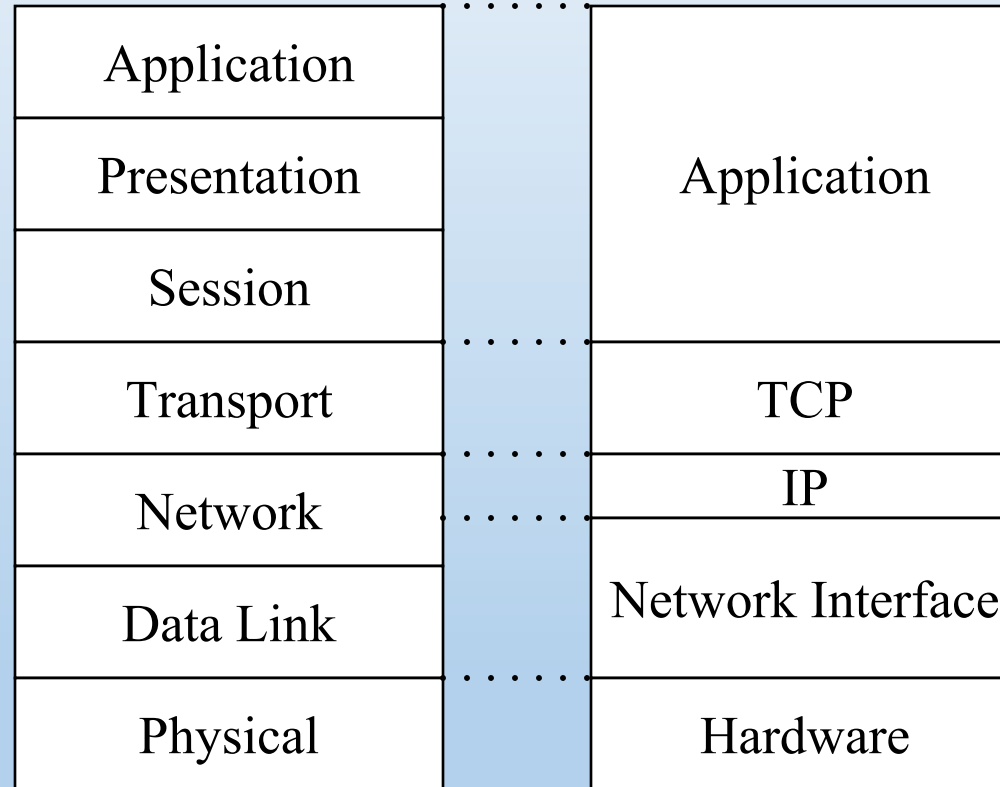 Application
Presentation
Session
Transport
Network
Data Link
Physical
Application
TCP
IP
Network Interface
Hardware